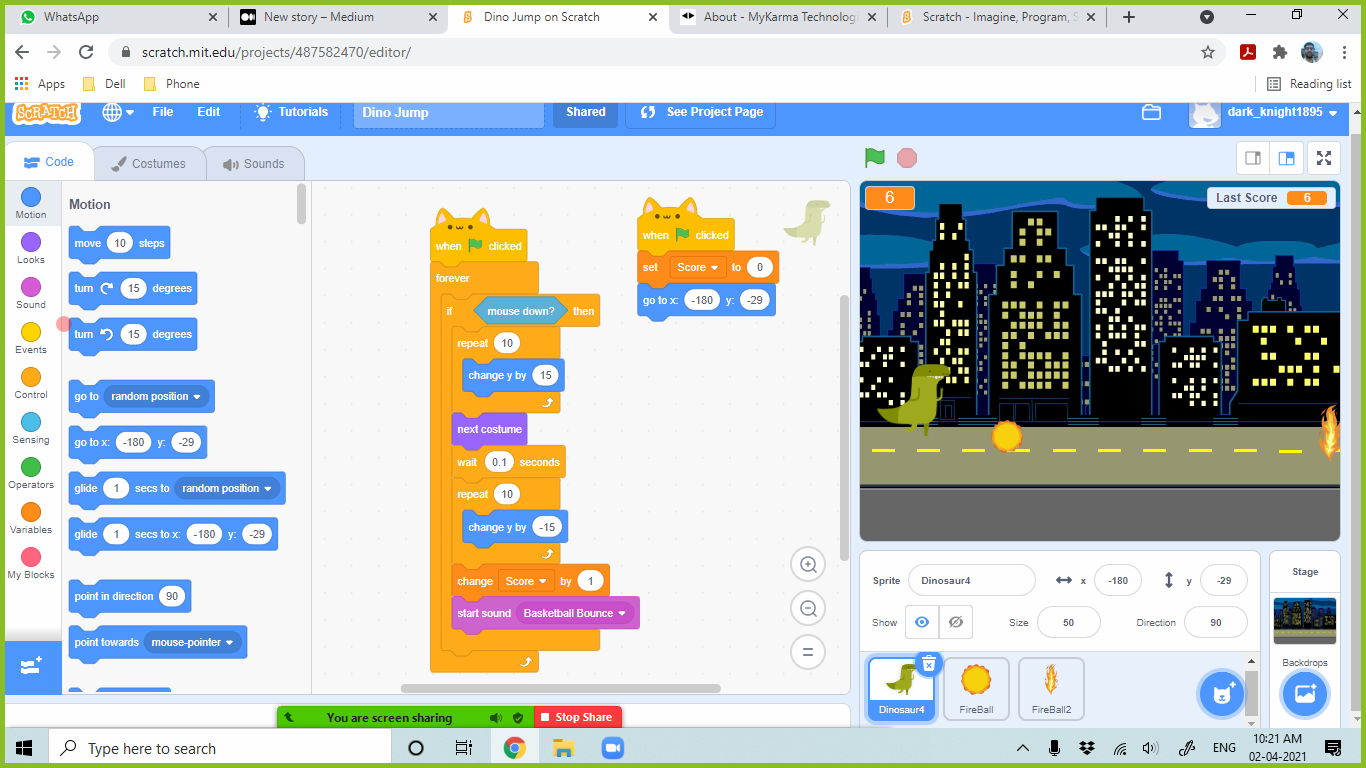 WhatsApp
New story – Medium
Dino Jump on Scratch
About - MyKarma Technolog
Scratch - Imagine, Program, S
scratch.mit.edu/projects/487582470/editor/
Apps
Dell
Phone
Reading list
SCRATCH
File
Edit
Tutorials
Dino Jump
Shared
See Project Page
dark_knight1895
Code
Costumes
Sounds
Motion
Looks
Sound
Events
Control
Sensing
Operators
Variables
My Blocks
Motion
move 10 steps
turn 15 degrees
turn 15 degrees
go to random position
go to x: -180 y: -29
glide 1 secs to random position
glide 1 secs to x: -180 y: -29
point in direction 90
point towards mouse-pointer
when clicked
forever
if mouse down? then
repeat 10
change y by 15
next costume
wait 0.1 seconds
repeat 10
change y by -15
change Score by 1
start sound Basketball Bounce
when clicked
set Score to 0
go to x: -180 y: -29
6
Last Score 6
Sprite Dinosaur4 x -180 y -29
Show Size 50 Direction 90
Dinosaur4
FireBall
FireBall2
Stage
Backdrops
You are screen sharing
Stop Share
Type here to search
ENG
10:21 AM
02-04-2021